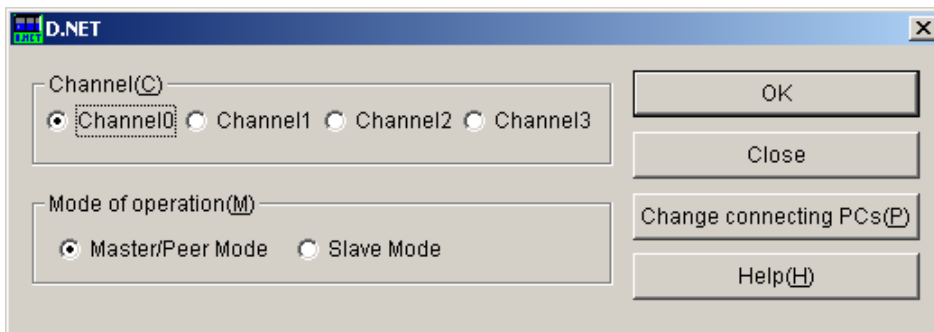 D.NET
Channel(C)
Channel0 Channel1 Channel2 Channel3
Mode of operation(M)
Master/Peer Mode Slave Mode
OK
Close
Change connecting PCs(P)
Help(H)